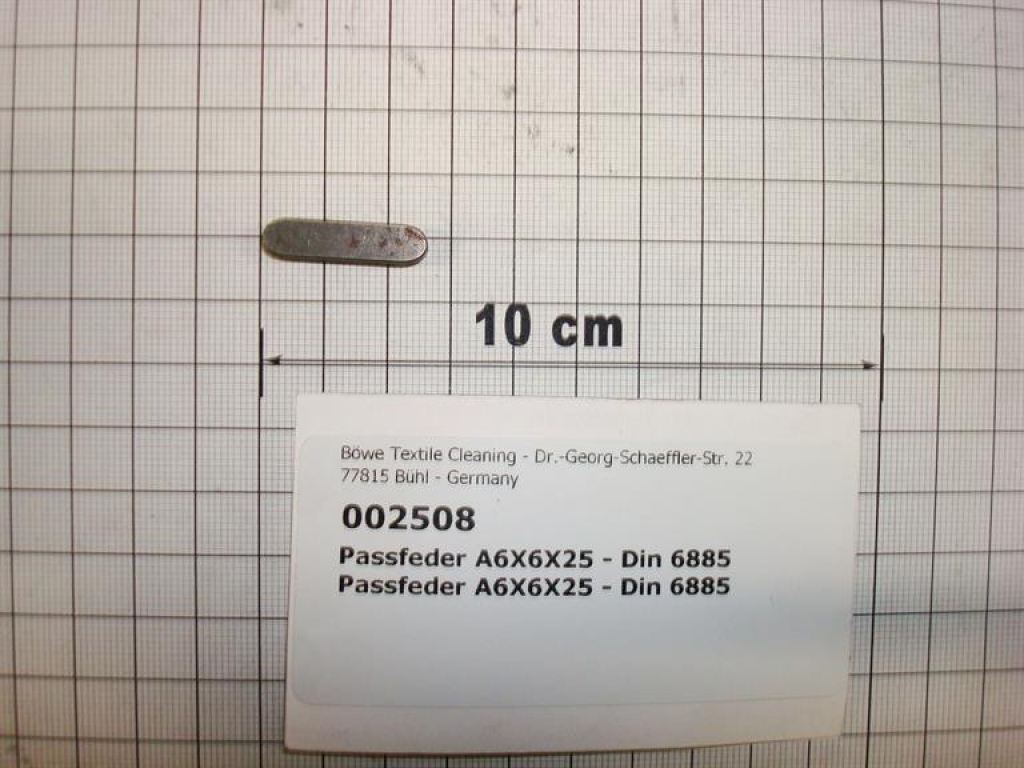 10 cm
Böwe Textile Cleaning - Dr.-Georg-Schaeffler-Str. 22
77815 Bühl - Germany
002508
Passfeder A6X6X25 - Din 6885
Passfeder A6X6X25 - Din 6885